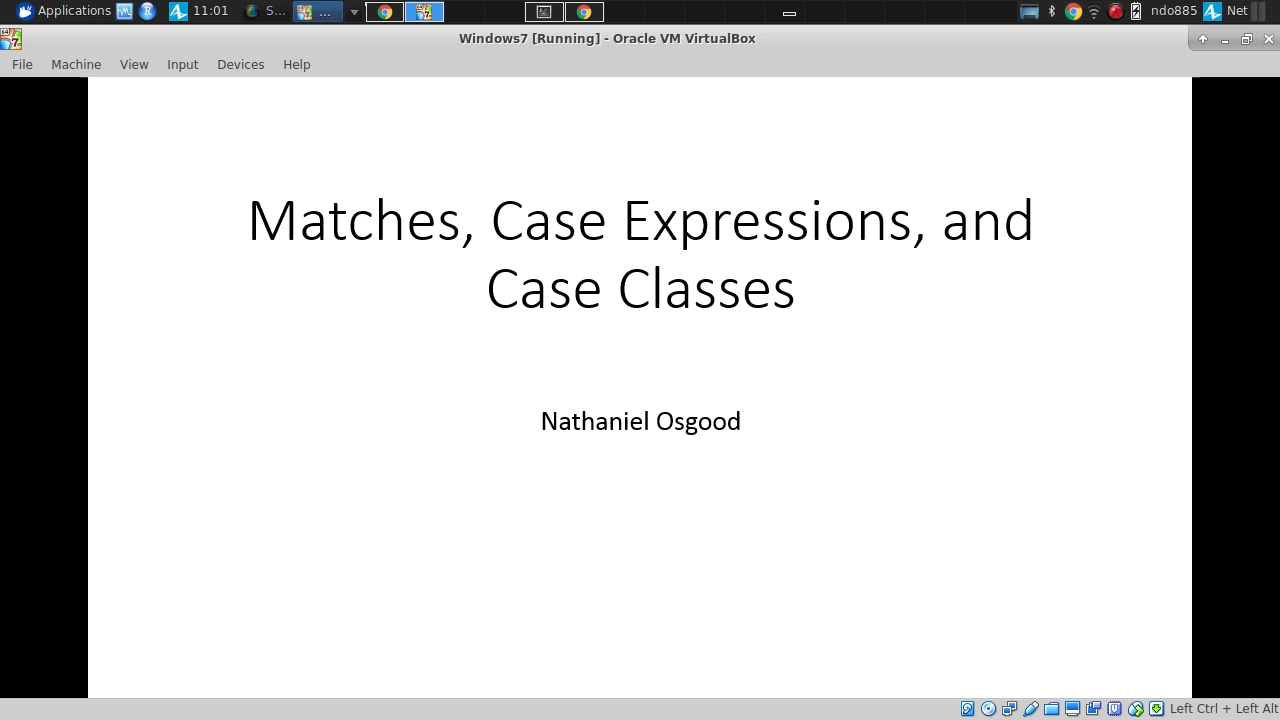 Applications 11:01 S... ... ndo885 Net
Windows7 [Running] - Oracle VM VirtualBox
File Machine View Input Devices Help
Matches, Case Expressions, and
Case Classes
Nathaniel Osgood
Left Ctrl + Left Alt